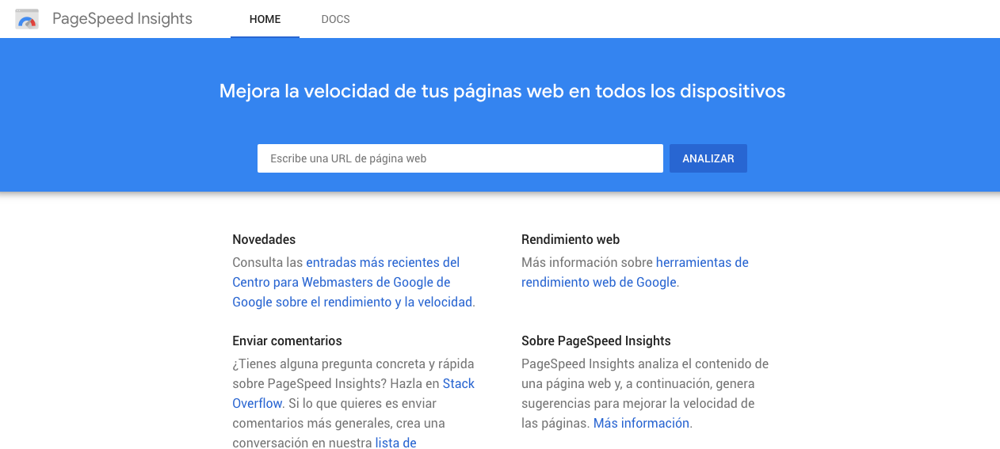 PageSpeed Insights
HOME
DOCS
Mejora la velocidad de tus páginas web en todos los dispositivos
Escribe una URL de página web
ANALIZAR
Novedades
Consulta las entradas más recientes del
Centro para Webmasters de Google de
Google sobre el rendimiento y la velocidad.
Rendimiento web
Más información sobre herramientas de
rendimiento web de Google.
Enviar comentarios
¿Tienes alguna pregunta concreta y rápida
sobre PageSpeed Insights? Hazla en Stack
Overflow. Si lo que quieres es enviar
comentarios más generales, crea una
conversación en nuestra lista de
Sobre PageSpeed Insights
PageSpeed Insights analiza el contenido de
una página web y, a continuación, genera
sugerencias para mejorar la velocidad de
las páginas. Más información.